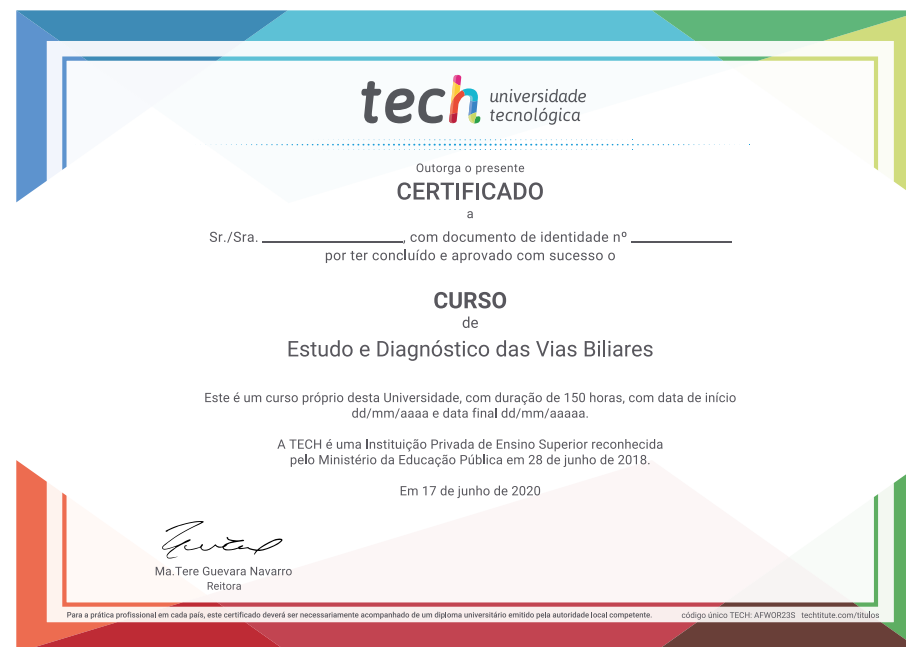 tech universidade
tecnológica
Outorga o presente
CERTIFICADO
a
Sr./Sra. ____________________, com documento de identidade nº ______________
por ter concluído e aprovado com sucesso o
CURSO
de
Estudo e Diagnóstico das Vias Biliares
Este é um curso próprio desta Universidade, com duração de 150 horas, com data de início
dd/mm/aaaa e data final dd/mm/aaaaa.
A TECH é uma Instituição Privada de Ensino Superior reconhecida
pelo Ministério da Educação Pública em 28 de junho de 2018.
Em 17 de junho de 2020
Ma.Tere Guevara Navarro
Reitora
Para a prática profissional em cada país, este certificado deverá ser necessariamente acompanhado de um diploma universitário emitido pela autoridade local competente. código único TECH: AFWOR23S techtitute.com/titulos